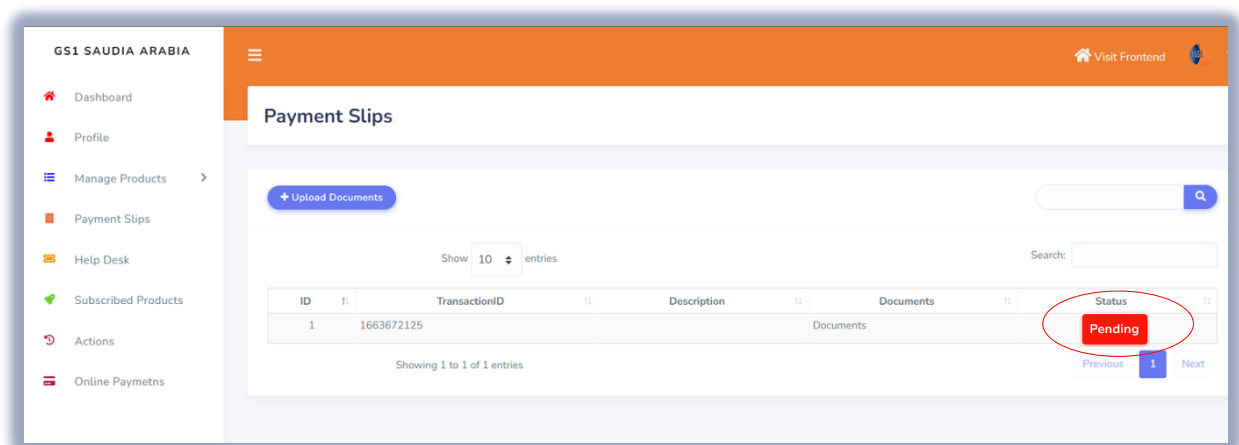 GS1 SAUDIA ARABIA
Visit Frontend
Dashboard
Profile
Manage Products
Payment Slips
Help Desk
Subscribed Products
Actions
Online Paymetns
Payment Slips
+ Upload Documents
Show 10 entries
Search:
ID TransactionID Description Documents Status
1 1663672125 Documents Pending
Showing 1 to 1 of 1 entries
Previous 1 Next